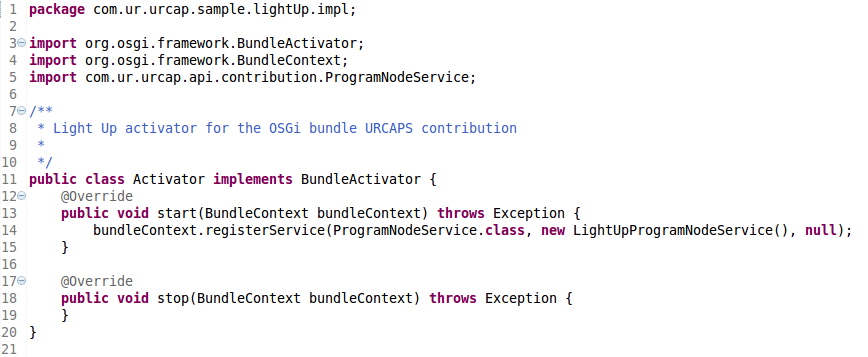 1 package com.ur.urcap.sample.lightUp.impl;
2
3 import org.osgi.framework.BundleActivator;
4 import org.osgi.framework.BundleContext;
5 import com.ur.urcap.api.contribution.ProgramNodeService;
6
7 /**
8  * Light Up activator for the OSGi bundle URCAPS contribution
9  *
10  */
11 public class Activator implements BundleActivator {
12     @Override
13     public void start(BundleContext bundleContext) throws Exception {
14         bundleContext.registerService(ProgramNodeService.class, new LightUpProgramNodeService(), null);
15     }
16
17     @Override
18     public void stop(BundleContext bundleContext) throws Exception {
19     }
20 }
21